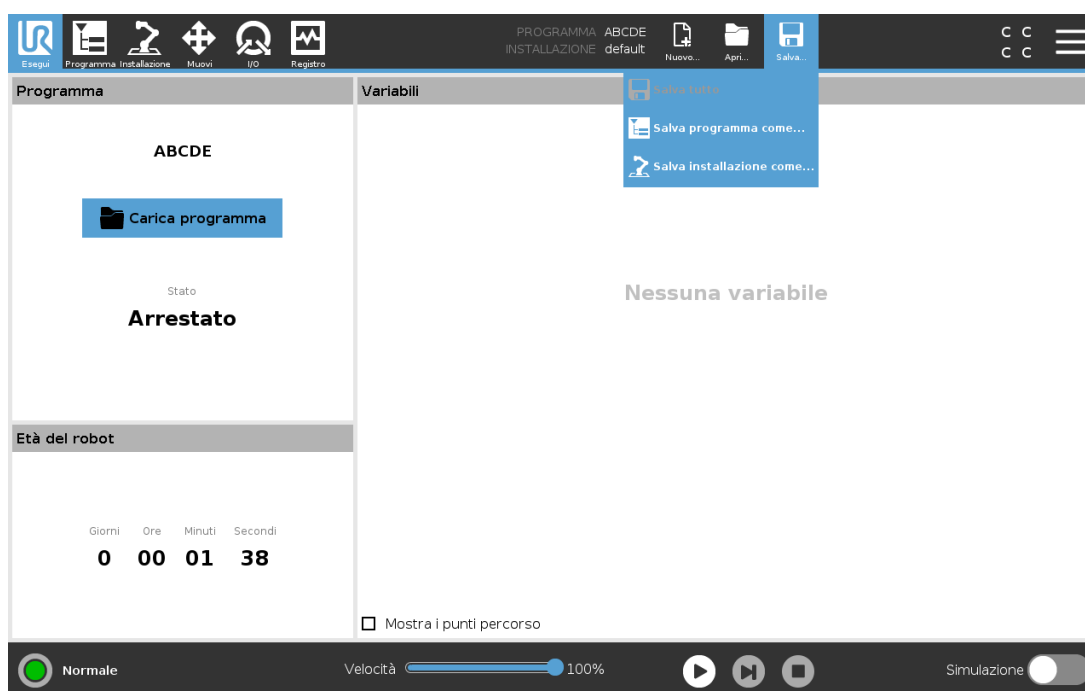 PROGRAMMA ABCDE
INSTALLAZIONE default
Esegui Programma Installazione Muovi I/O Registro Nuovo... Apri... Salva...
C C
C C
Programma
Variabili
Salva tutto
Salva programma come...
Salva installazione come...
ABCDE
Carica programma
Stato
Arrestato
Nessuna variabile
Età del robot
Giorni Ore Minuti Secondi
0 00 01 38
Mostra i punti percorso
Normale
Velocità 100%
Simulazione